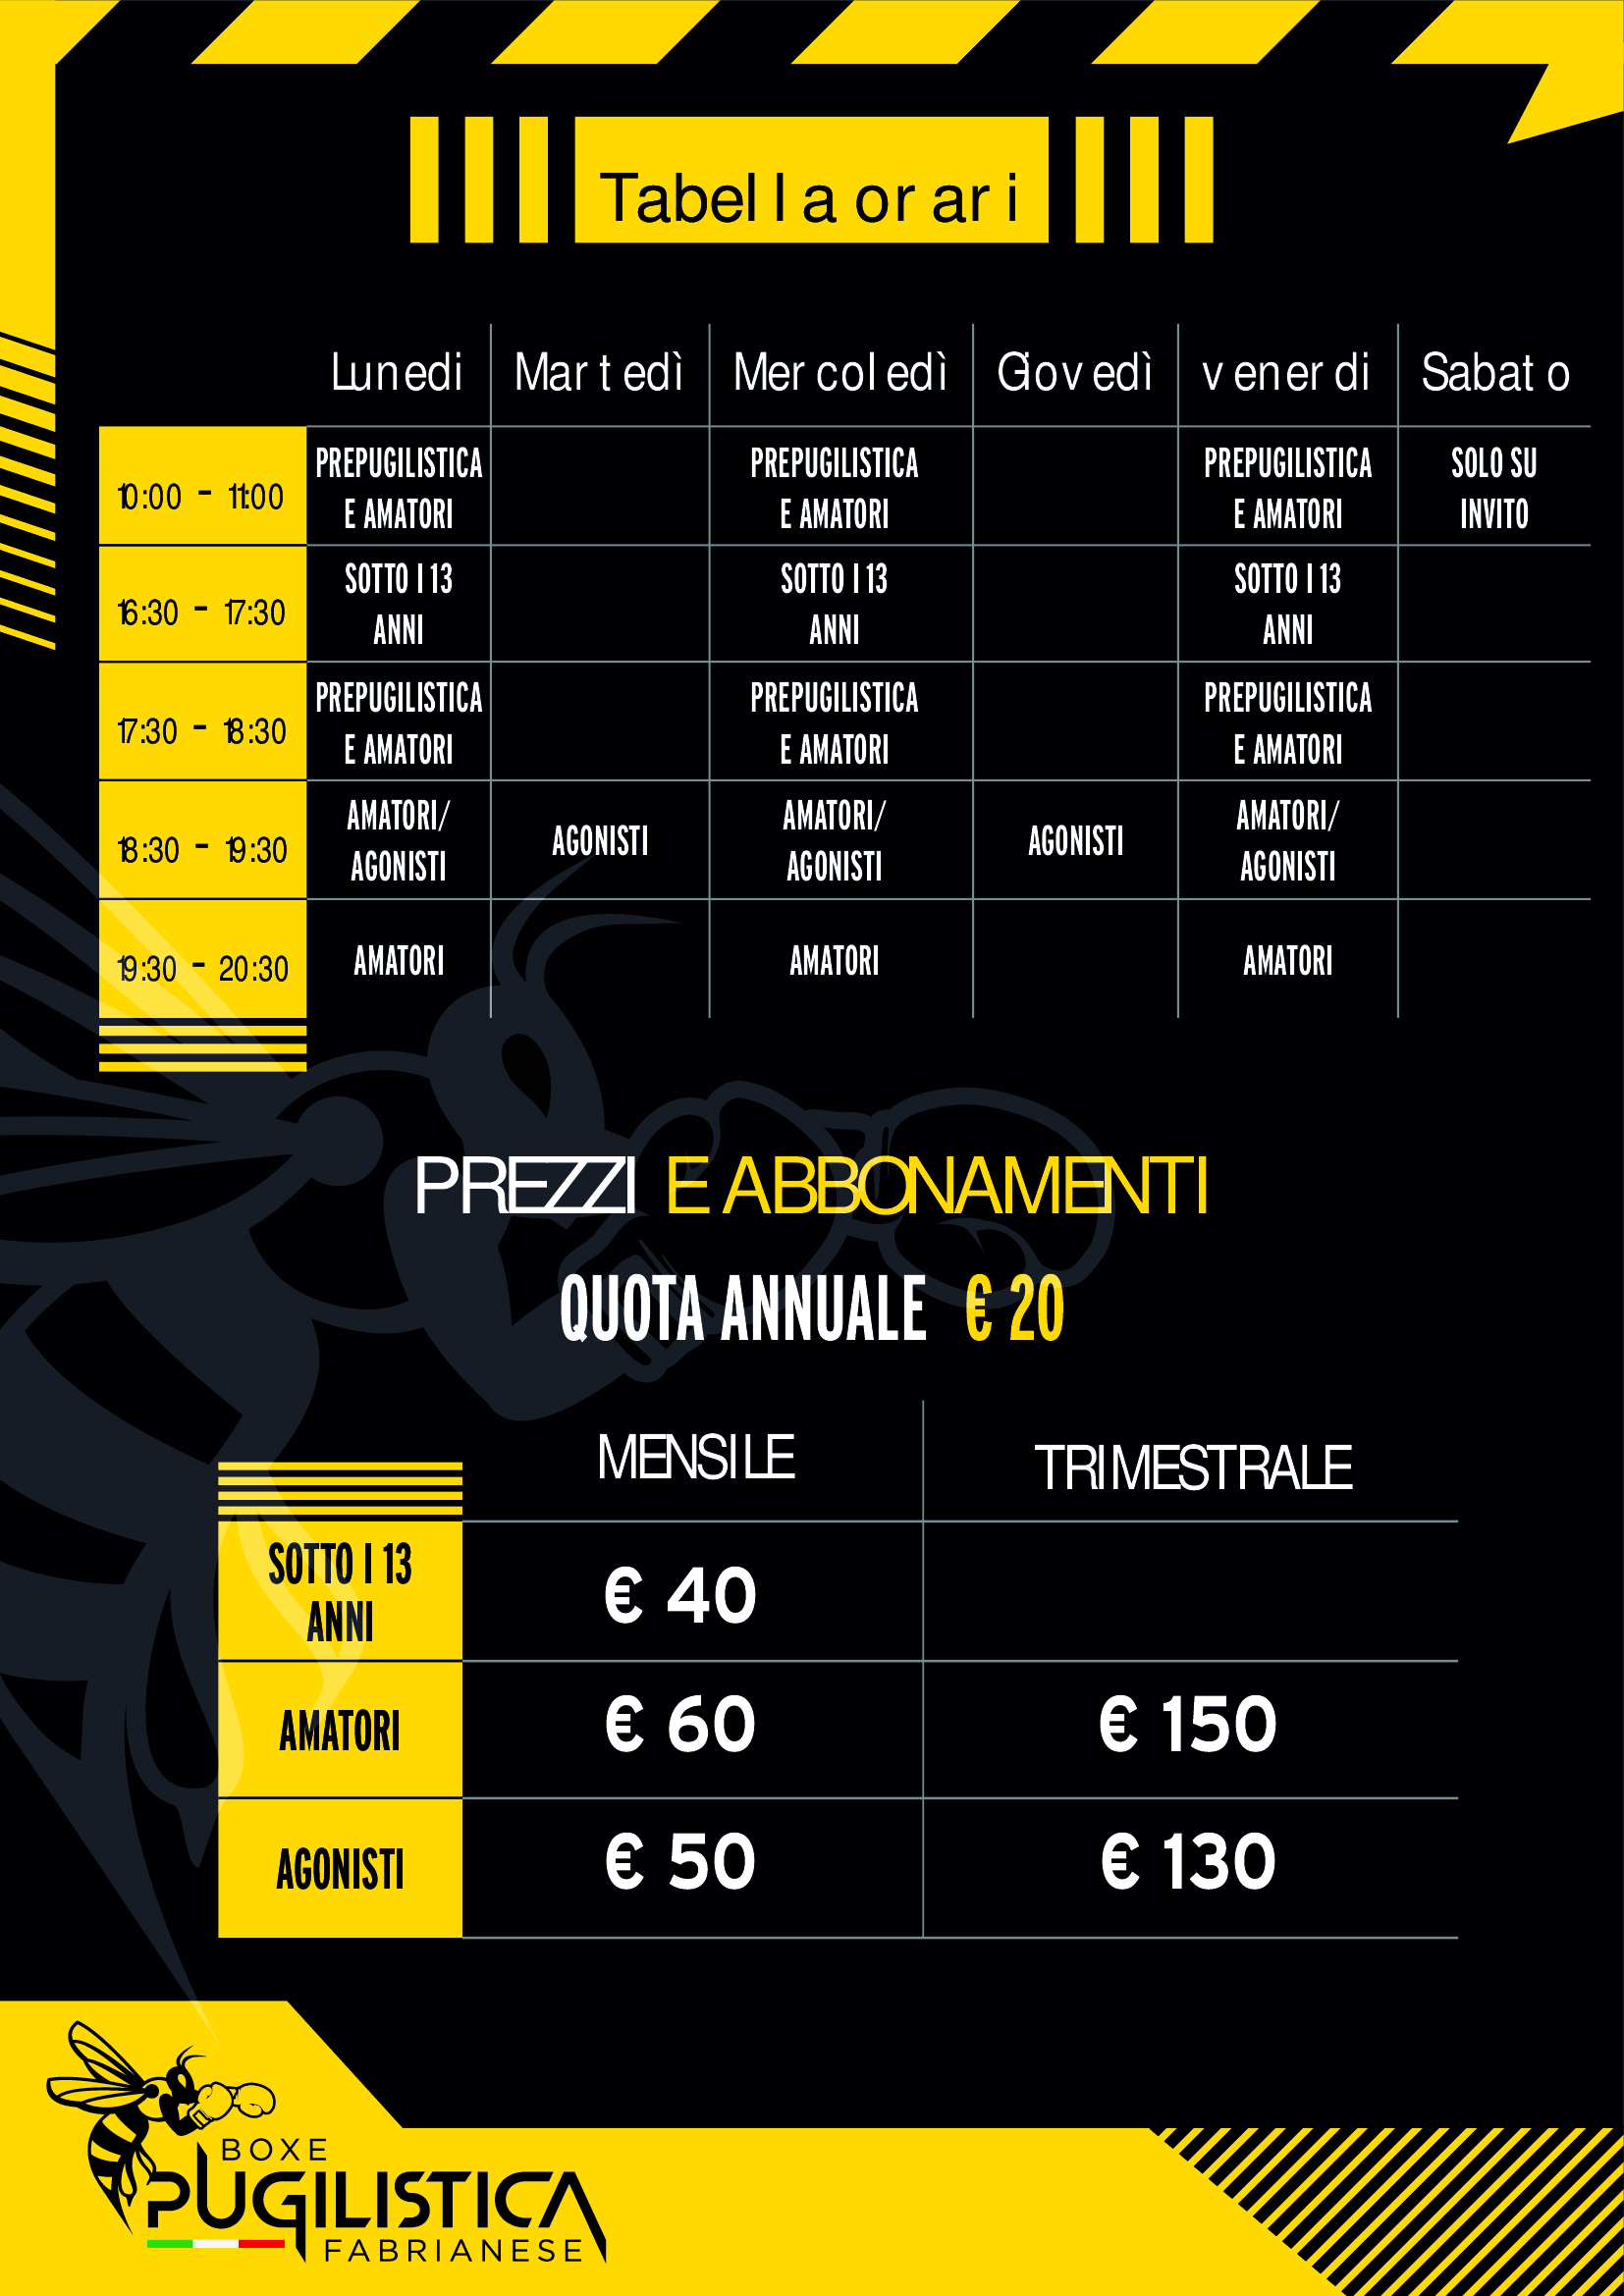 Tabella orari
Lunedi Martedì Mercoledì Giovedì venerdi Sabato
10:00 - 11:00 PREPUGILISTICA E AMATORI PREPUGILISTICA E AMATORI PREPUGILISTICA E AMATORI SOLO SU INVITO
16:30 - 17:30 SOTTO I 13 ANNI SOTTO I 13 ANNI SOTTO I 13 ANNI
17:30 - 18:30 PREPUGILISTICA E AMATORI PREPUGILISTICA E AMATORI PREPUGILISTICA E AMATORI
18:30 - 19:30 AMATORI/ AGONISTI AGONISTI AMATORI/ AGONISTI AGONISTI AMATORI/ AGONISTI
19:30 - 20:30 AMATORI AMATORI AMATORI
PREZZI E ABBONAMENTI
QUOTA ANNUALE € 20
MENSILE TRIMESTRALE
SOTTO I 13 ANNI € 40
AMATORI € 60 € 150
AGONISTI € 50 € 130
BOXE
PUGILISTICA
FABRIANESE